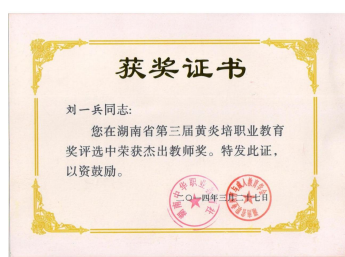 获奖证书
刘一兵同志:
您在湖南省第三届黄炎培职业教育
奖评选中荣获杰出教师奖。特发此证，
以资鼓励。
二〇一四年三月二十七日